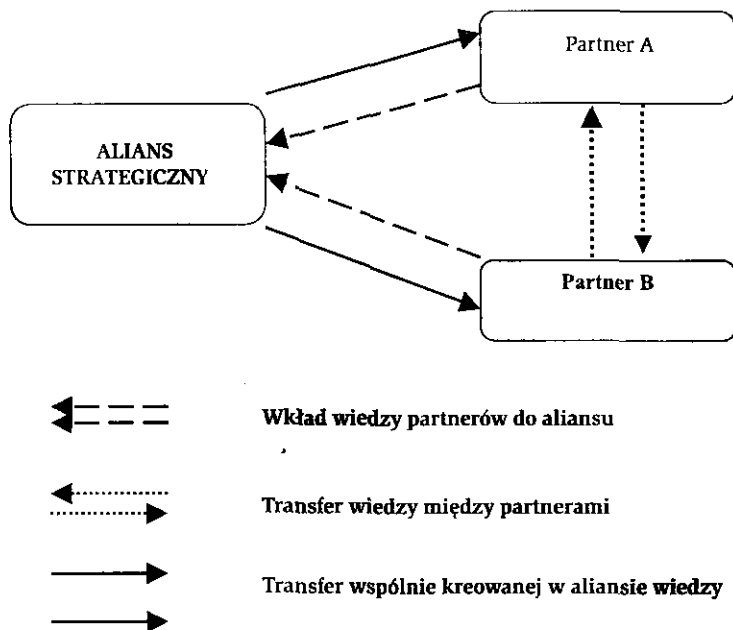 Partner A
ALIANS
STRATEGICZNY
Partner B
Wkład wiedzy partnerów do aliansu
Transfer wiedzy między partnerami
Transfer wspólnie kreowanej w aliansie wiedzy